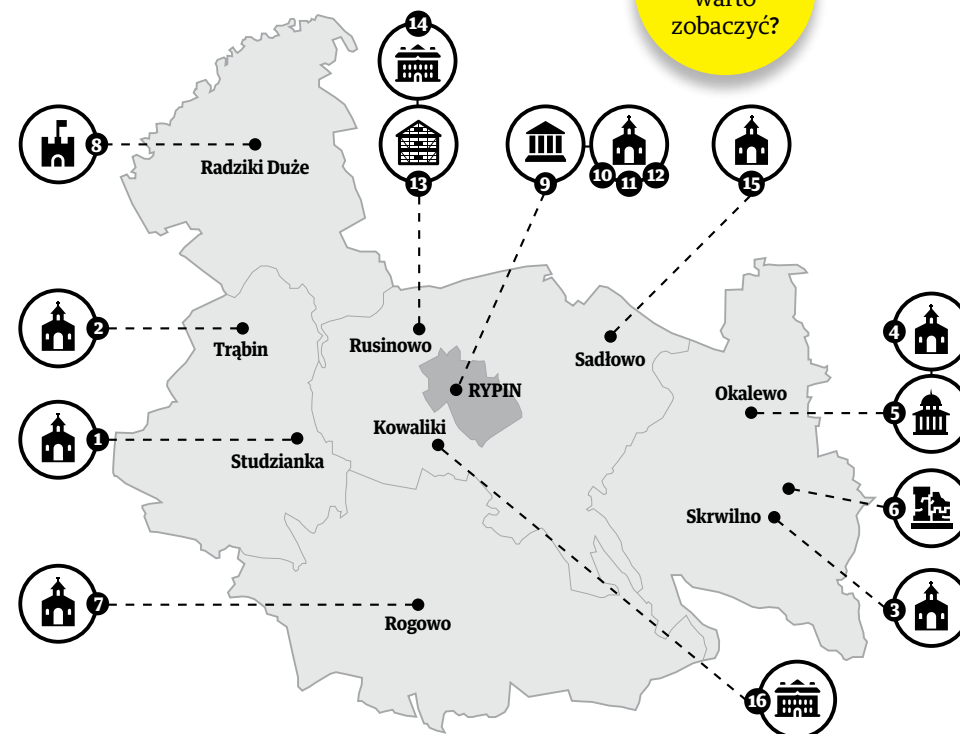 warto
zobaczyć?
14
8
13
9
10
11
12
15
Radziki Duże
2
Trąbin
Rusinowo
Sadłowo
4
RYPIN
Okalewo
5
Kowaliki
1
Studzianka
6
Skrwilno
7
Rogowo
3
16